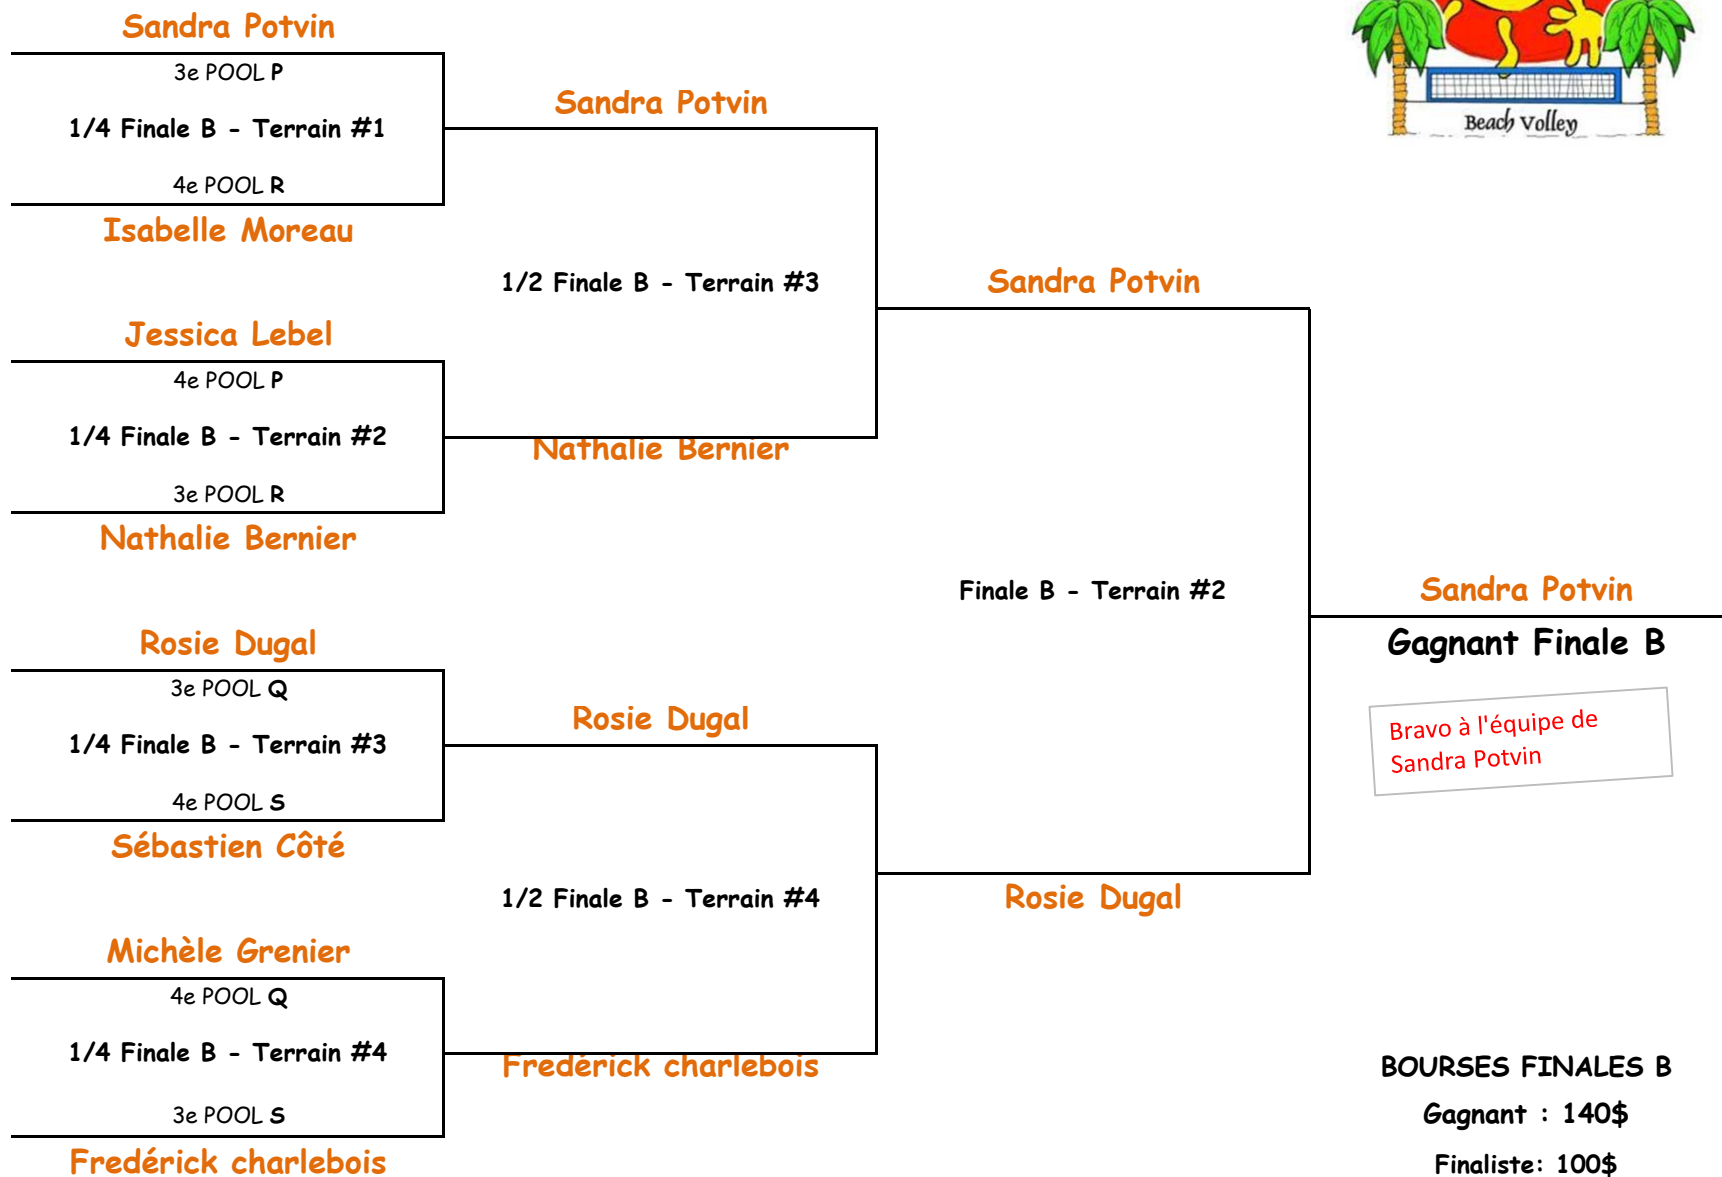 Sandra Potvin
3e POOL P
1/4 Finale B - Terrain #1
4e POOL R
Isabelle Moreau
Jessica Lebel
4e POOL P
1/4 Finale B - Terrain #2
3e POOL R
Nathalie Bernier
Rosie Dugal
3e POOL Q
1/4 Finale B - Terrain #3
4e POOL S
Sébastien Côté
Michèle Grenier
4e POOL Q
1/4 Finale B - Terrain #4
3e POOL S
Fredérick charlebois
Sandra Potvin
1/2 Finale B - Terrain #3
Nathalie Bernier
Rosie Dugal
1/2 Finale B - Terrain #4
Fredérick charlebois
Sandra Potvin
Finale B - Terrain #2
Rosie Dugal
Beach Volley
Sandra Potvin
Gagnant Finale B
Bravo à l'équipe de
Sandra Potvin
BOURSES FINALES B
Gagnant : 140$
Finaliste: 100$